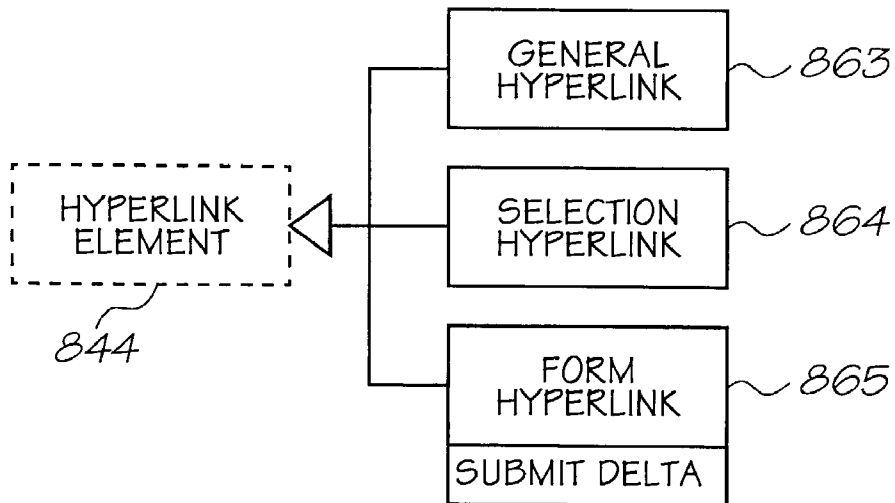 GENERAL
HYPERLINK
863
HYPERLINK
ELEMENT
844
SELECTION
HYPERLINK
864
FORM
HYPERLINK
865
SUBMIT DELTA